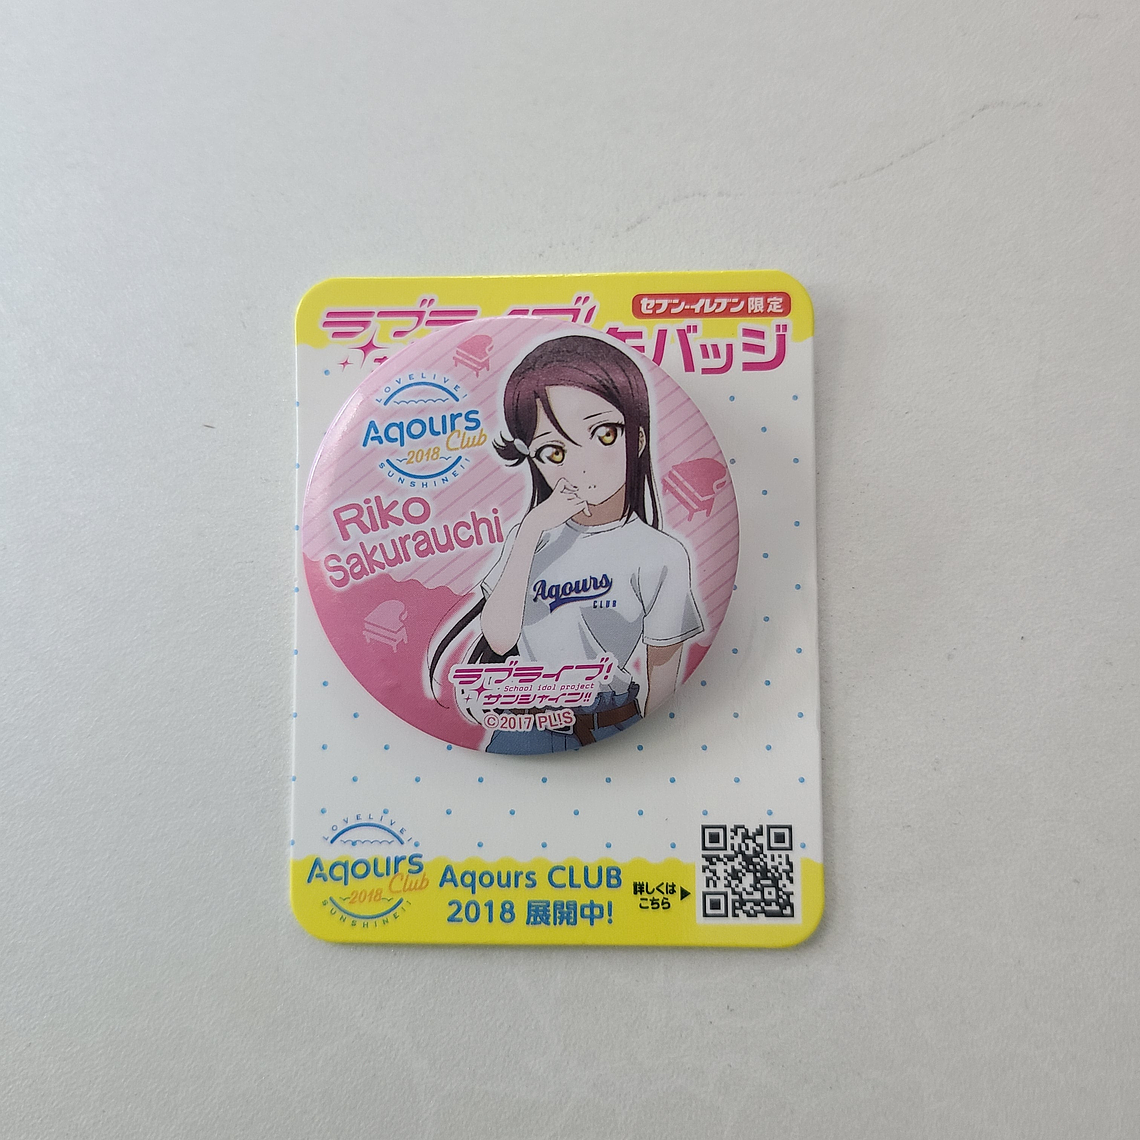 ラブライブ!
セブン-イレブン限定
缶バッジ
LOVELIVE!
Aqours
2018 Club
SUNSHINE!!
Riko
Sakurauchi
Aqours
CLUB
ラブライブ!
School idol project
サンシャイン!!
©2017 PL!S
LOVELIVE!
Aqours
2018 Club
SUNSHINE!!
Aqours CLUB
2018 展開中!
詳しくは
こちら